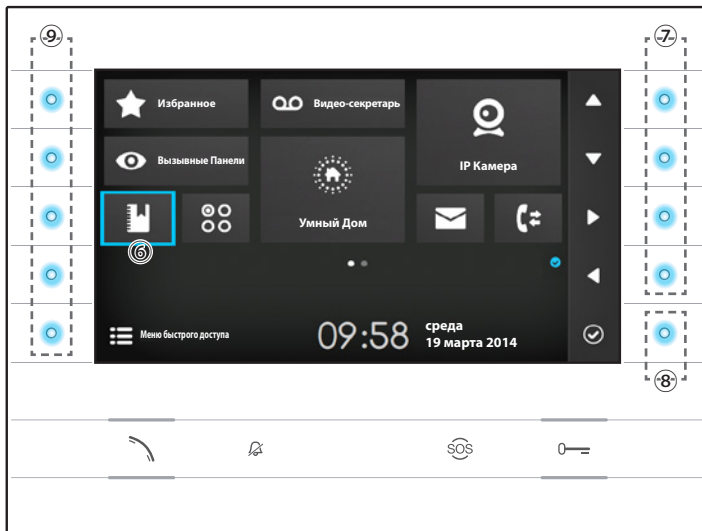 ⑨ ⑦
Избранное
Видео-секретарь
Вызывные Панели
IP Камера
Умный Дом
⑥
Меню быстрого доступа
09:58
среда
19 марта 2014
⑧
SOS